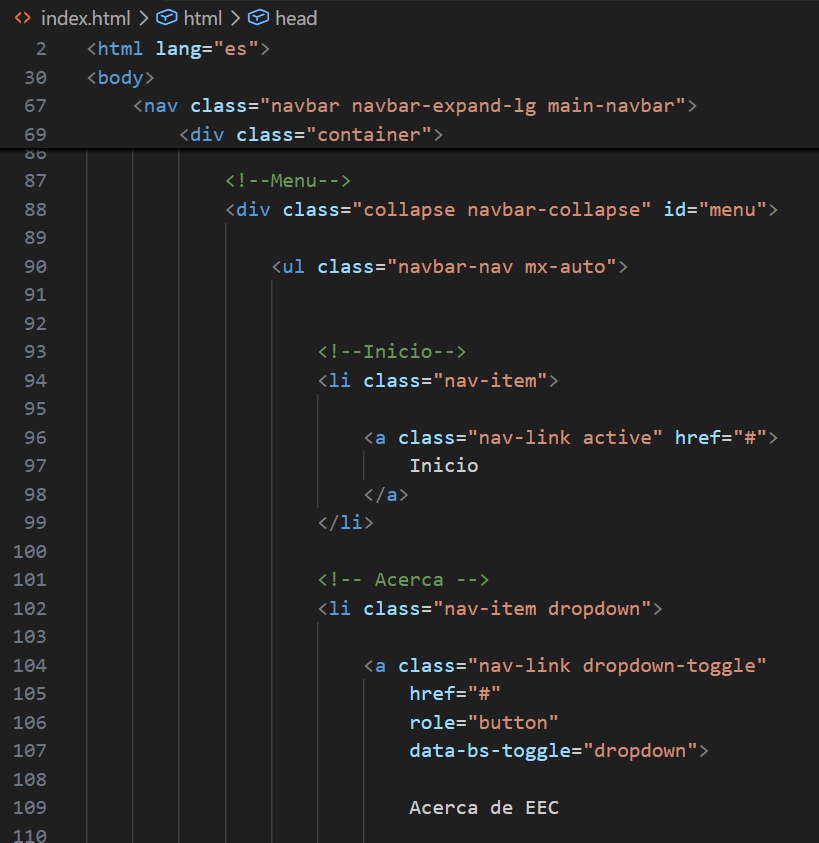 index.html > html > head
2 <html lang="es">
30 <body>
67 <nav class="navbar navbar-expand-lg main-navbar">
69 <div class="container">
86
87 <!--Menu-->
88 <div class="collapse navbar-collapse" id="menu">
89
90 <ul class="navbar-nav mx-auto">
91
92
93 <!--Inicio-->
94 <li class="nav-item">
95
96 <a class="nav-link active" href="#">
97 Inicio
98 </a>
99 </li>
100
101 <!-- Acerca -->
102 <li class="nav-item dropdown">
103
104 <a class="nav-link dropdown-toggle"
105 href="#"
106 role="button"
107 data-bs-toggle="dropdown">
108
109 Acerca de EEC
110